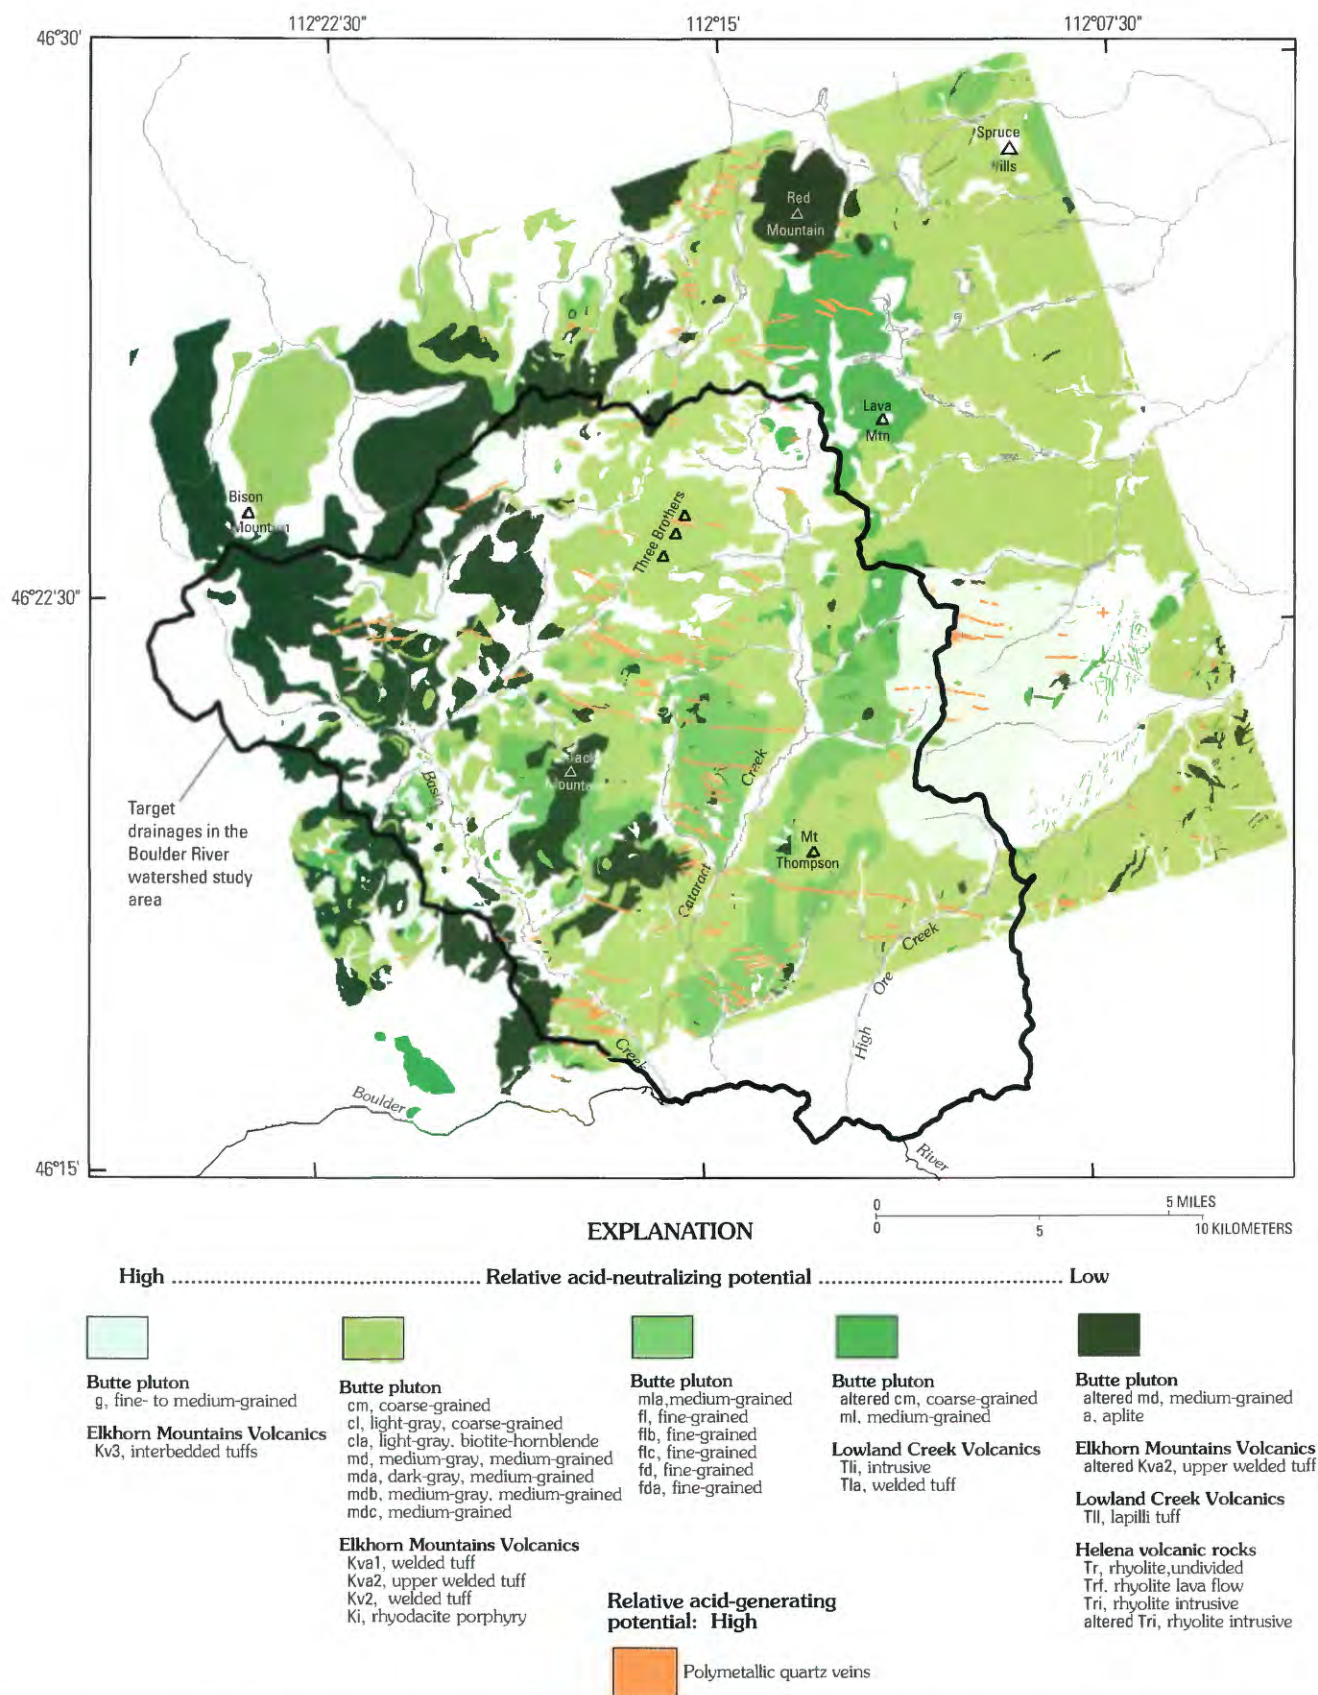 112°22'30"
112°15'
112°07'30"
46°30'
Spruce
Hills
Red
Mountain
Lava
Mtn
Bison
Mountain
Three Brothers
46°22'30"
Basin
Jack
Mountain
Creek
Target
drainages in the
Boulder River
watershed study
area
Mt
Thompson
Cataract
Creek
Ore
High
Creek
Boulder
River
46°15'
0 5 MILES
0 5 10 KILOMETERS
EXPLANATION
High ................................................ Relative acid-neutralizing potential ...................................... Low
Butte pluton
g, fine- to medium-grained
Elkhorn Mountains Volcanics
Kv3, interbedded tuffs
Butte pluton
cm, coarse-grained
cl, light-gray, coarse-grained
cla, light-gray. biotite-hornblende
md, medium-gray, medium-grained
mda, dark-gray, medium-grained
mdb, medium-gray, medium-grained
mdc, medium-grained
Elkhorn Mountains Volcanics
Kva1, welded tuff
Kva2, upper welded tuff
Kv2, welded tuff
Ki, rhyodacite porphyry
Butte pluton
mla,medium-grained
fl, fine-grained
flb, fine-grained
flc, fine-grained
fd, fine-grained
fda, fine-grained
Butte pluton
altered cm, coarse-grained
ml, medium-grained
Lowland Creek Volcanics
Tli, intrusive
Tla, welded tuff
Butte pluton
altered md, medium-grained
a, aplite
Elkhorn Mountains Volcanics
altered Kva2, upper welded tuff
Lowland Creek Volcanics
Tll, lapilli tuff
Helena volcanic rocks
Tr, rhyolite,undivided
Trf. rhyolite lava flow
Tri, rhyolite intrusive
altered Tri, rhyolite intrusive
Relative acid-generating
potential: High
Polymetallic quartz veins